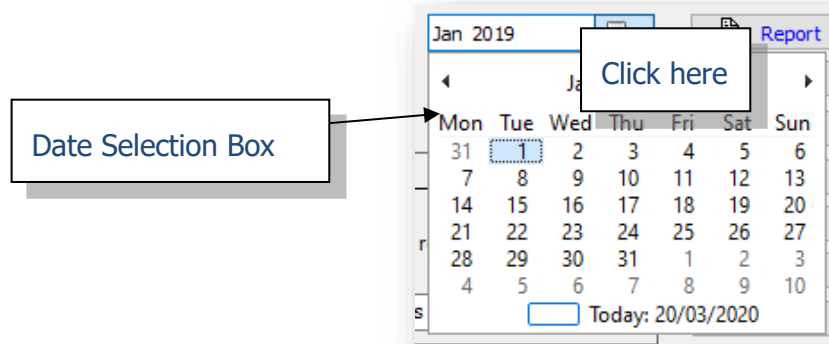 Jan 2019
Report
Click here
Date Selection Box
Mon Tue Wed Thu Fri Sat Sun
31 1 2 3 4 5 6
7 8 9 10 11 12 13
14 15 16 17 18 19 20
21 22 23 24 25 26 27
28 29 30 31 1 2 3
4 5 6 7 8 9 10
Today: 20/03/2020